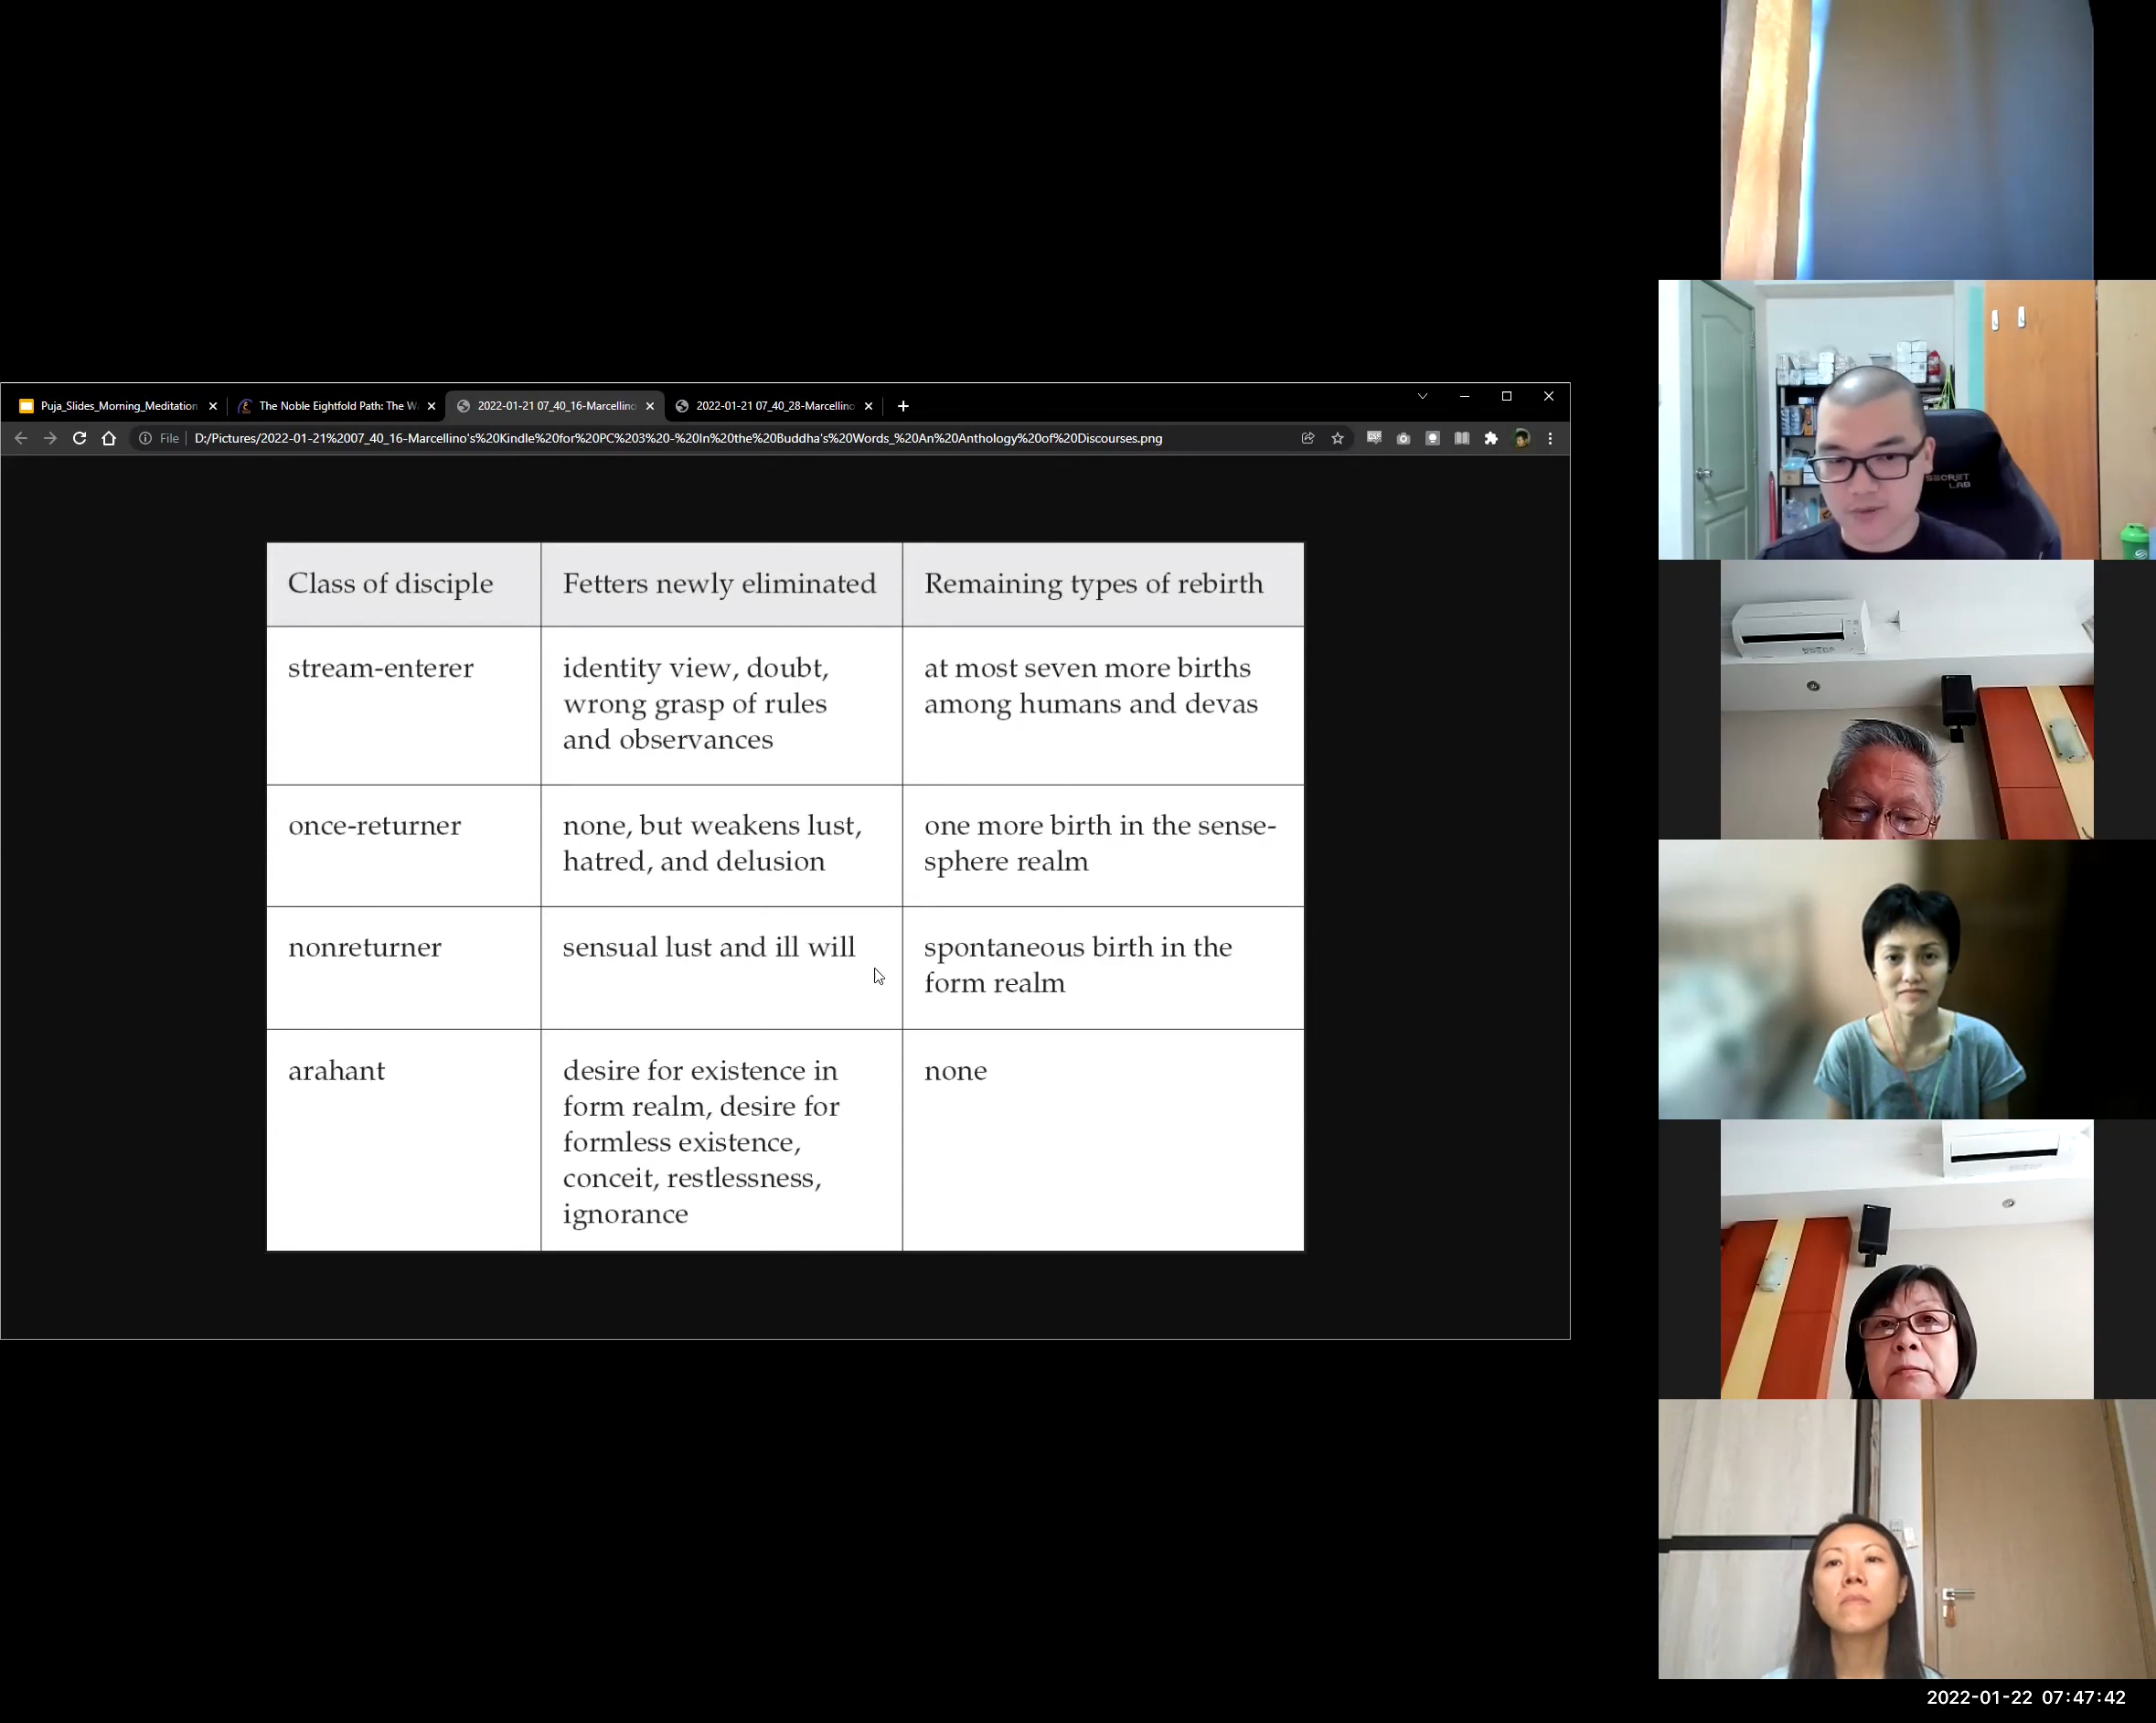 Puja_Slides_Morning_Meditation
The Noble Eightfold Path: The W
2022-01-21 07_40_16-Marcellino
2022-01-21 07_40_28-Marcellino
File
D:/Pictures/2022-01-21%2007_40_16-Marcellino's%20Kindle%20for%20PC%203%20-%20In%20the%20Buddha's%20Words_%20An%20Anthology%20of%20Discourses.png
Class of disciple
Fetters newly eliminated
Remaining types of rebirth
stream-enterer
identity view, doubt,
wrong grasp of rules
and observances
at most seven more births
among humans and devas
once-returner
none, but weakens lust,
hatred, and delusion
one more birth in the sense-
sphere realm
nonreturner
sensual lust and ill will
spontaneous birth in the
form realm
arahant
desire for existence in
form realm, desire for
formless existence,
conceit, restlessness,
ignorance
none
SECRET
LAB
2022-01-22 07:47:42